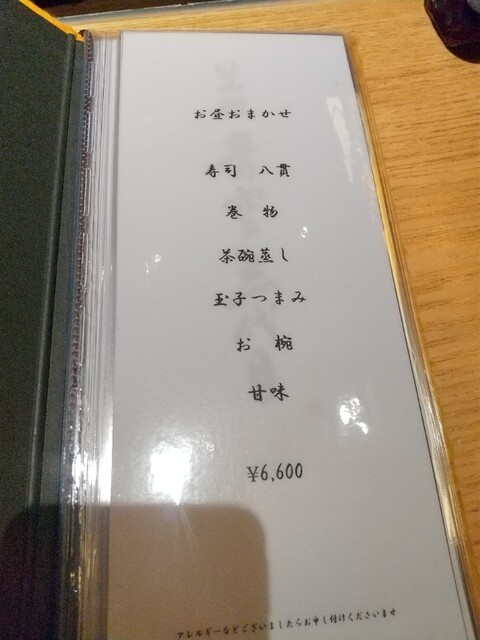 お昼おまかせ
寿司 八貫
巻 物
茶碗蒸し
玉子つまみ
お 椀
甘味
¥6,600
アレルギーなどございましたらお申し付けくださいませ